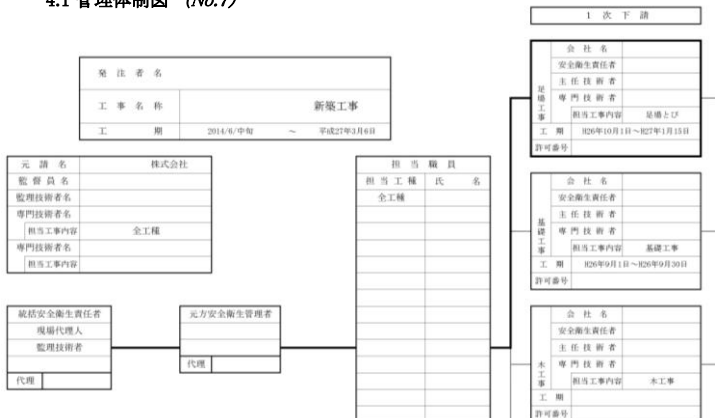 4.1 管理体制図 (No.7)
1 次 下 請
発 注 者 名
工 事 名 称 新築工事
工 期 2014/6/中旬 ~ 平成27年3月6日
元 請 名 株式会社
監 督 員 名
監理技術者名
専門技術者名
担当工事内容 全工種
専門技術者名
担当工事内容
担 当 職 員
担 当 工 種 氏 名
全工種
統括安全衛生責任者
現場代理人
監理技術者
代理
元方安全衛生管理者
代理
足場工事
会 社 名
安全衛生責任者
主 任 技 術 者
専 門 技 術 者
担当工事内容 足場とび
工 期 H26年10月1日~H27年1月15日
許可番号
基礎工事
会 社 名
安全衛生責任者
主 任 技 術 者
専 門 技 術 者
担当工事内容 基礎工事
工 期 H26年9月1日~H26年9月30日
許可番号
木工事
会 社 名
安全衛生責任者
主 任 技 術 者
専 門 技 術 者
担当工事内容 木工事
工 期
許可番号